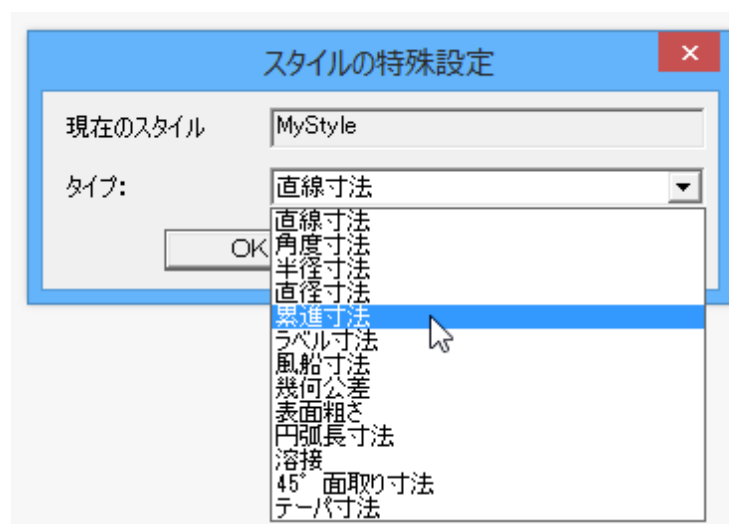 スタイルの特殊設定
現在のスタイル MyStyle
タイプ: 直線寸法
OK
直線寸法
角度寸法
半径寸法
直径寸法
累進寸法
ラベル寸法
風船寸法
幾何公差
表面粗さ
円弧長寸法
溶接
45° 面取り寸法
テーパ寸法